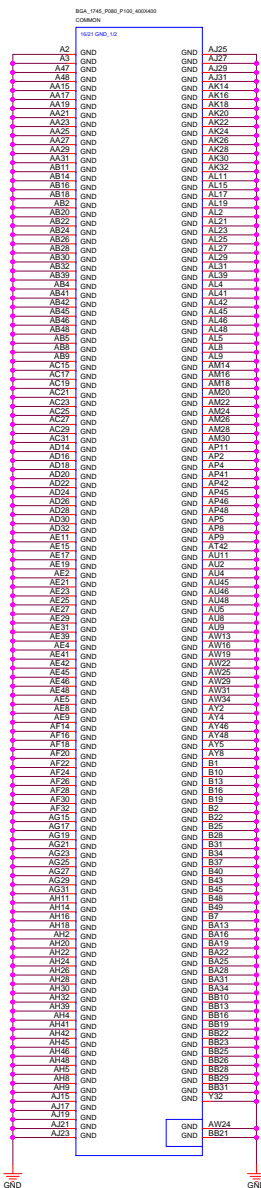 BGA_1745_P080_P100_400X400
COMMON
16/21 GND_1/2
A2 GND GND AJ25
A3 GND GND AJ27
A47 GND GND AJ29
A48 GND GND AJ31
AA15 GND GND AK14
AA17 GND GND AK16
AA19 GND GND AK18
AA21 GND GND AK20
AA23 GND GND AK22
AA25 GND GND AK24
AA27 GND GND AK26
AA29 GND GND AK28
AA31 GND GND AK30
AB11 GND GND AK32
AB14 GND GND AL11
AB16 GND GND AL15
AB18 GND GND AL17
AB2 GND GND AL19
AB20 GND GND AL2
AB22 GND GND AL21
AB24 GND GND AL23
AB26 GND GND AL25
AB28 GND GND AL27
AB30 GND GND AL29
AB32 GND GND AL31
AB39 GND GND AL39
AB4 GND GND AL4
AB41 GND GND AL41
AB42 GND GND AL42
AB45 GND GND AL45
AB46 GND GND AL46
AB48 GND GND AL48
AB5 GND GND AL5
AB8 GND GND AL8
AB9 GND GND AL9
AC15 GND GND AM14
AC17 GND GND AM16
AC19 GND GND AM18
AC21 GND GND AM20
AC23 GND GND AM22
AC25 GND GND AM24
AC27 GND GND AM26
AC29 GND GND AM28
AC31 GND GND AM30
AD14 GND GND AP11
AD16 GND GND AP2
AD18 GND GND AP4
AD20 GND GND AP41
AD22 GND GND AP42
AD24 GND GND AP45
AD26 GND GND AP46
AD28 GND GND AP48
AD30 GND GND AP5
AD32 GND GND AP8
AE11 GND GND AP9
AE15 GND GND AT42
AE17 GND GND AU11
AE19 GND GND AU2
AE2 GND GND AU4
AE21 GND GND AU45
AE23 GND GND AU46
AE25 GND GND AU48
AE27 GND GND AU5
AE29 GND GND AU8
AE31 GND GND AU9
AE39 GND GND AW13
AE4 GND GND AW16
AE41 GND GND AW19
AE42 GND GND AW22
AE45 GND GND AW25
AE46 GND GND AW29
AE48 GND GND AW31
AE5 GND GND AW34
AE8 GND GND AY2
AE9 GND GND AY4
AF14 GND GND AY46
AF16 GND GND AY48
AF18 GND GND AY5
AF20 GND GND AY8
AF22 GND GND B1
AF24 GND GND B10
AF26 GND GND B13
AF28 GND GND B16
AF30 GND GND B19
AF32 GND GND B2
AG15 GND GND B22
AG17 GND GND B25
AG19 GND GND B28
AG21 GND GND B31
AG23 GND GND B34
AG25 GND GND B37
AG27 GND GND B40
AG29 GND GND B43
AG31 GND GND B45
AH11 GND GND B48
AH14 GND GND B49
AH16 GND GND B7
AH18 GND GND BA13
AH2 GND GND BA16
AH20 GND GND BA19
AH22 GND GND BA22
AH24 GND GND BA25
AH26 GND GND BA28
AH28 GND GND BA31
AH30 GND GND BA34
AH32 GND GND BB10
AH39 GND GND BB13
AH4 GND GND BB16
AH41 GND GND BB19
AH42 GND GND BB22
AH45 GND GND BB23
AH46 GND GND BB25
AH48 GND GND BB26
AH5 GND GND BB28
AH8 GND GND BB29
AH9 GND GND BB31
AJ15 GND GND Y32
AJ17 GND
AJ19 GND
AJ21 GND GND AW24
AJ23 GND GND BB21
GND GND